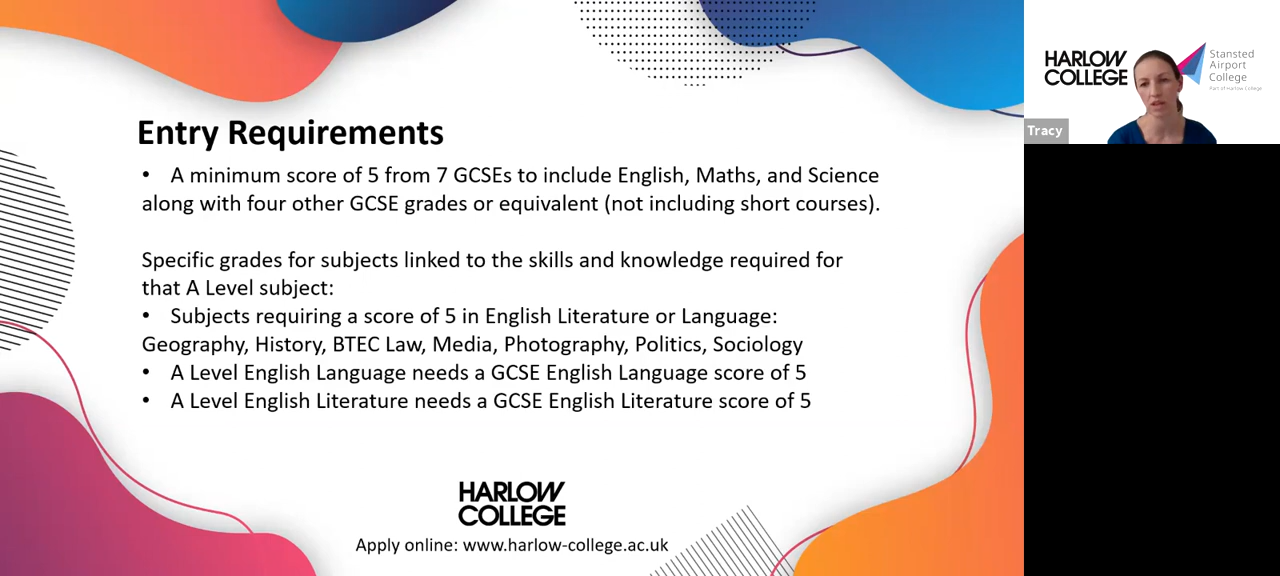 Entry Requirements
• A minimum score of 5 from 7 GCSEs to include English, Maths, and Science
along with four other GCSE grades or equivalent (not including short courses).
Specific grades for subjects linked to the skills and knowledge required for
that A Level subject:
• Subjects requiring a score of 5 in English Literature or Language:
Geography, History, BTEC Law, Media, Photography, Politics, Sociology
• A Level English Language needs a GCSE English Language score of 5
• A Level English Literature needs a GCSE English Literature score of 5
HARLOW
COLLEGE
Apply online: www.harlow-college.ac.uk
HARLOW
COLLEGE
Stansted
Airport
College
Part of Harlow College
Tracy